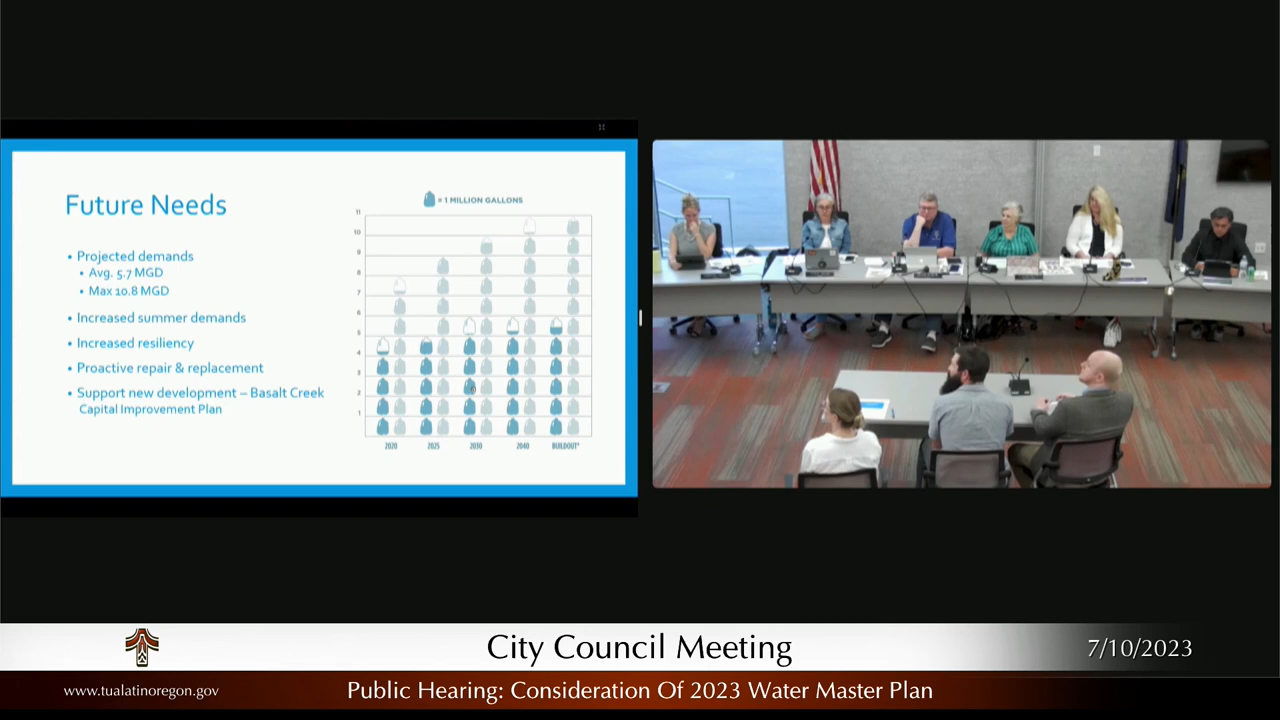 Future Needs
• Projected demands
• Avg. 5.7 MGD
• Max 10.8 MGD
• Increased summer demands
• Increased resiliency
• Proactive repair & replacement
• Support new development – Basalt Creek
Capital Improvement Plan
= 1 MILLION GALLONS
11
10
9
8
7
6
5
4
3
2
1
2020 2025 2030 2040 BUILDOUT*
City Council Meeting
7/10/2023
www.tualatinoregon.gov
Public Hearing: Consideration Of 2023 Water Master Plan